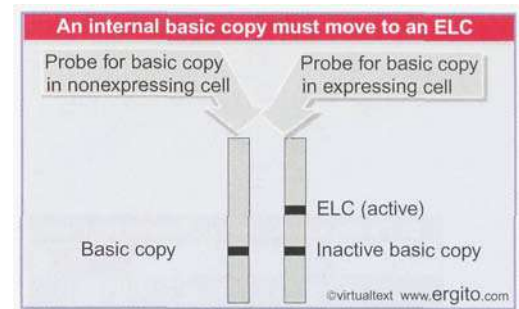 An internal basic copy must move to an ELC
Probe for basic copy
in nonexpressing cell
Probe for basic copy
in expressing cell
ELC (active)
Basic copy
Inactive basic copy
©virtualtext www.ergito.com